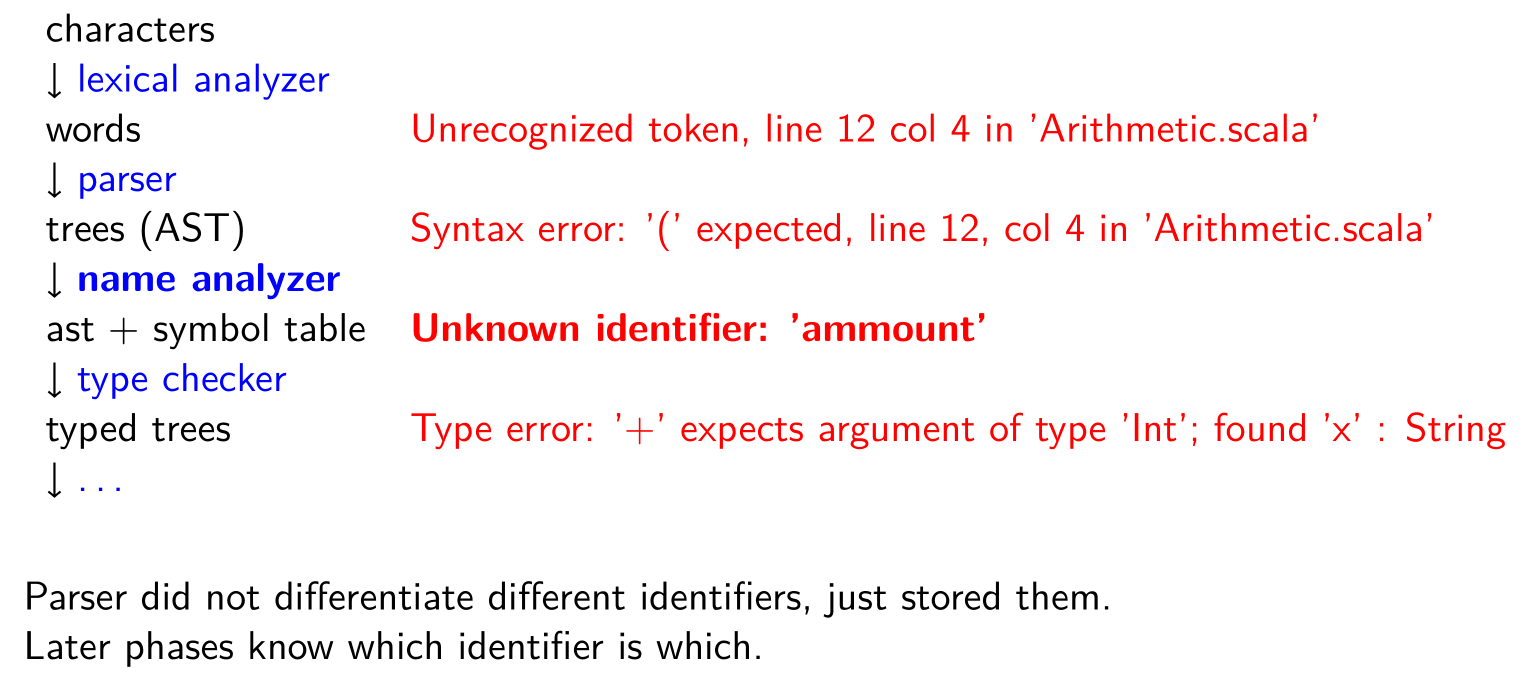 characters
↓ lexical analyzer
words Unrecognized token, line 12 col 4 in ’Arithmetic.scala’
↓ parser
trees (AST) Syntax error: ’(’ expected, line 12, col 4 in ’Arithmetic.scala’
↓ name analyzer
ast + symbol table Unknown identifier: ’ammount’
↓ type checker
typed trees Type error: ’+’ expects argument of type ’Int’; found ’x’ : String
↓ . . .
Parser did not differentiate different identifiers, just stored them.
Later phases know which identifier is which.